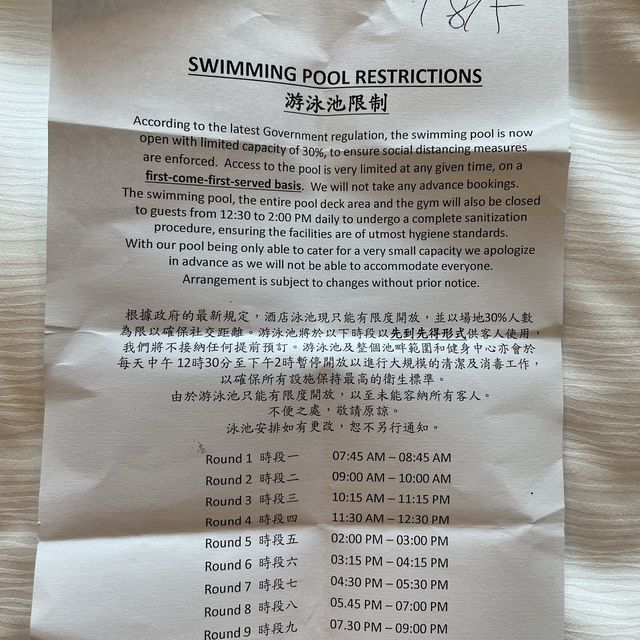 SWIMMING POOL RESTRICTIONS
游泳池限制
According to the latest Government regulation, the swimming pool is now
open with limited capacity of 30%, to ensure social distancing measures
are enforced. Access to the pool is very limited at any given time, on a
first-come-first-served basis. We will not take any advance bookings.
The swimming pool, the entire pool deck area and the gym will also be closed
to guests from 12:30 to 2:00 PM daily to undergo a complete sanitization
procedure, ensuring the facilities are of utmost hygiene standards.
With our pool being only able to cater for a very small capacity we apologize
in advance as we will not be able to accommodate everyone.
Arrangement is subject to changes without prior notice.
根據政府的最新規定，酒店泳池現只能有限度開放，並以場地30%人數
為限以確保社交距離。游泳池將於以下時段以先到先得形式供客人使用，
我們將不接納任何提前預訂。游泳池及整個池畔範圍和健身中心亦會於
每天中午 12時30分至下午2時暫停開放以進行大規模的清潔及消毒工作，
以確保所有設施保持最高的衛生標準。
由於游泳池只能有限度開放，以至未能容納所有客人。
不便之處，敬請原諒。
泳池安排如有更改，恕不另行通知。
Round 1 時段一 07:45 AM – 08:45 AM
Round 2 時段二 09:00 AM – 10:00 AM
Round 3 時段三 10:15 AM – 11:15 PM
Round 4 時段四 11:30 AM – 12:30 PM
Round 5 時段五 02:00 PM – 03:00 PM
Round 6 時段六 03:15 PM – 04:15 PM
Round 7 時段七 04:30 PM – 05:30 PM
Round 8 時段八 05.45 PM – 07:00 PM
Round 9 時段九 07.30 PM – 09:00 PM